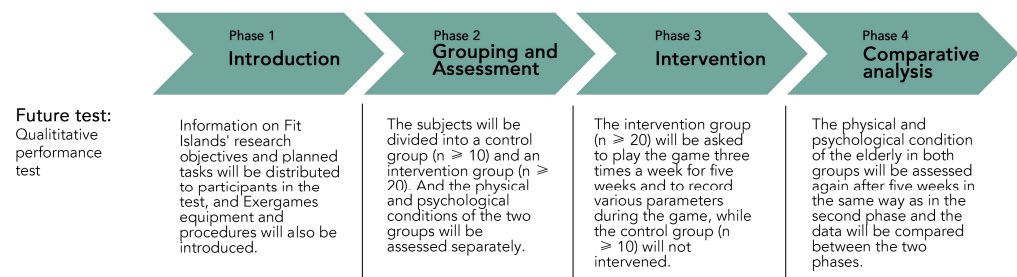 Phase 1
Introduction
Phase 2
Grouping and
Assessment
Phase 3
Intervention
Phase 4
Comparative
analysis
Future test:
Qualititative
performance
test
Information on Fit
Islands' research
objectives and planned
tasks will be distributed
to participants in the
test, and Exergames
equipment and
procedures will also be
introduced.
The subjects will be
divided into a control
group (n ⩾ 10) and an
intervention group (n ⩾
20). And the physical
and psychological
conditions of the two
groups will be
assessed separately.
The intervention group
(n ⩾ 20) will be asked
to play the game three
times a week for five
weeks and to record
various parameters
during the game, while
the control group (n
⩾ 10) will not
intervened.
The physical and
psychological condition
of the elderly in both
groups will be assessed
again after five weeks in
the same way as in the
second phase and the
data will be compared
between the two
phases.